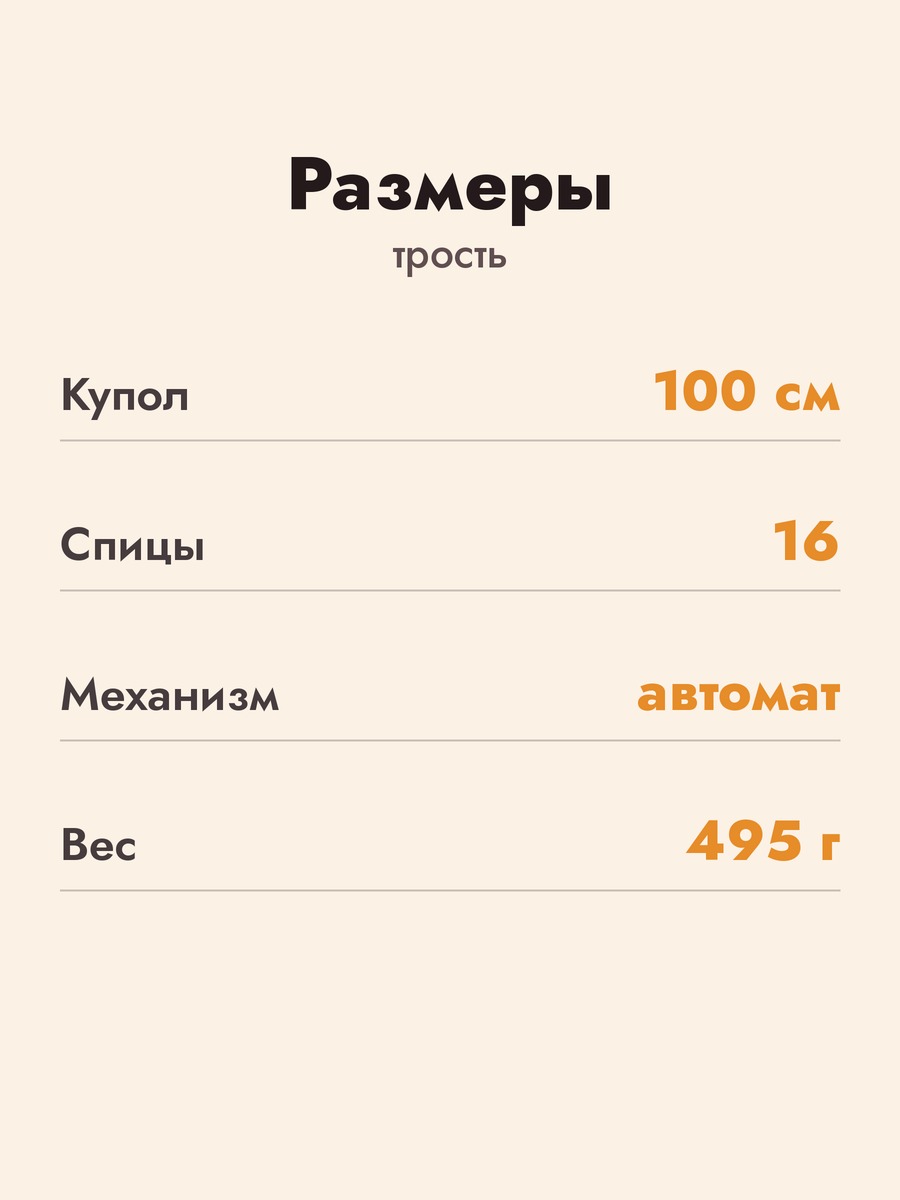 Размеры
трость
Купол 100 см
Спицы 16
Механизм автомат
Вес 495 г